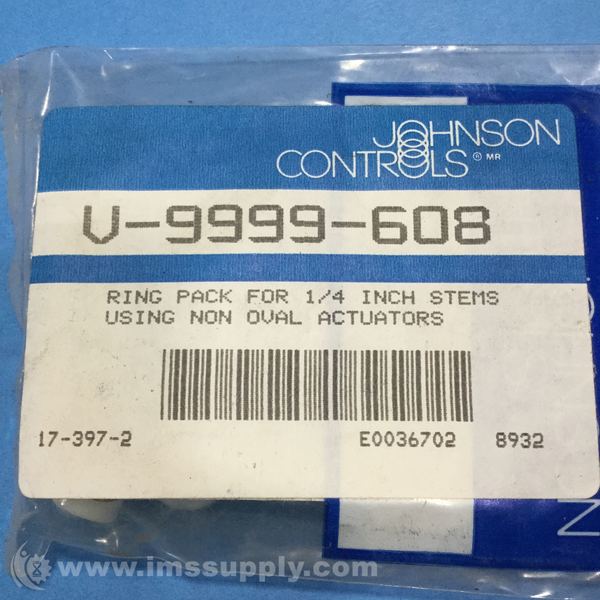 JOHNSON
CONTROLS ® MR
V-9999-608
RING PACK FOR 1/4 INCH STEMS
USING NON OVAL ACTUATORS
17-397-2 E0036702 8932
www.imssupply.com